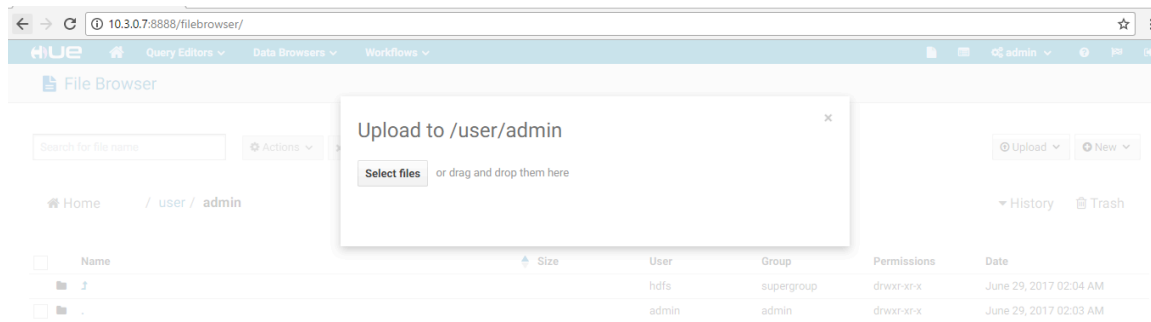 10.3.0.7:8888/filebrowser/
HUE Query Editors Data Browsers Workflows admin
File Browser
Upload to /user/admin ×
Search for file name Actions Upload New
Select files or drag and drop them here
Home / user / admin History Trash
Name Size User Group Permissions Date
hdfs supergroup drwxr-xr-x June 29, 2017 02:04 AM
. admin admin drwxr-xr-x June 29, 2017 02:03 AM